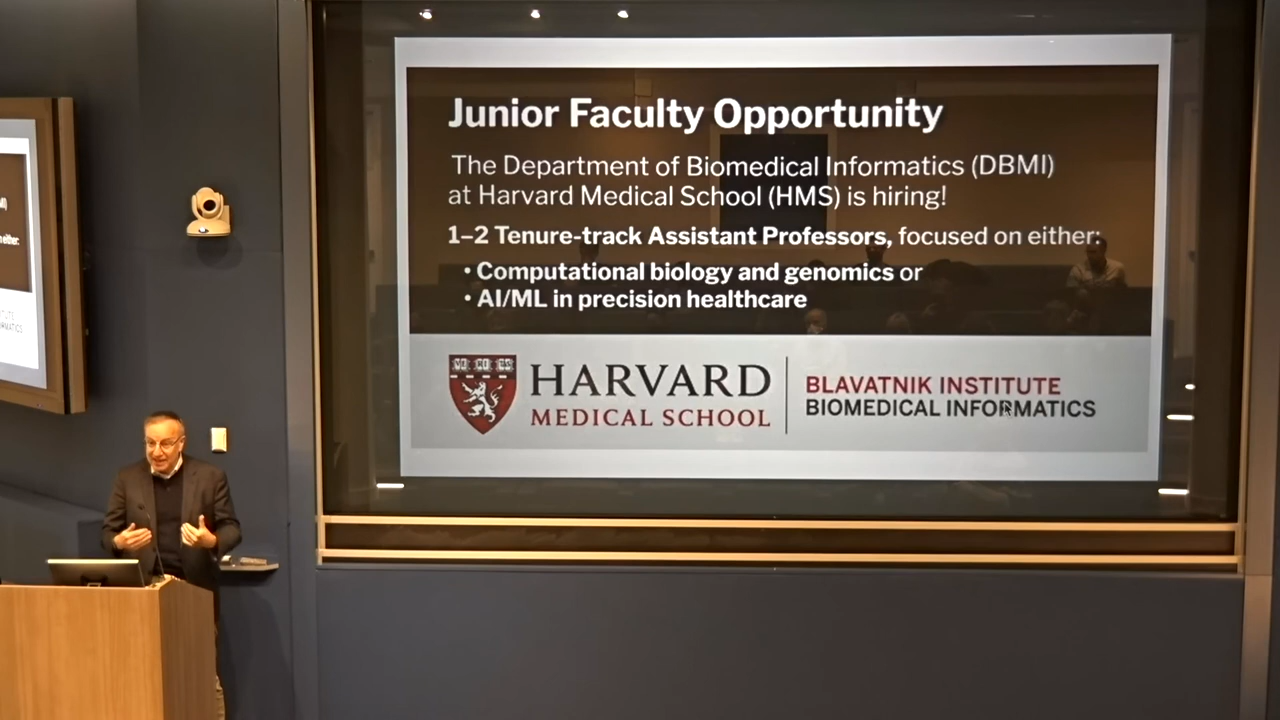 Junior Faculty Opportunity
The Department of Biomedical Informatics (DBMI)
at Harvard Medical School (HMS) is hiring!
1–2 Tenure-track Assistant Professors, focused on either:
• Computational biology and genomics or
• AI/ML in precision healthcare
HARVARD
MEDICAL SCHOOL
BLAVATNIK INSTITUTE
BIOMEDICAL INFORMATICS